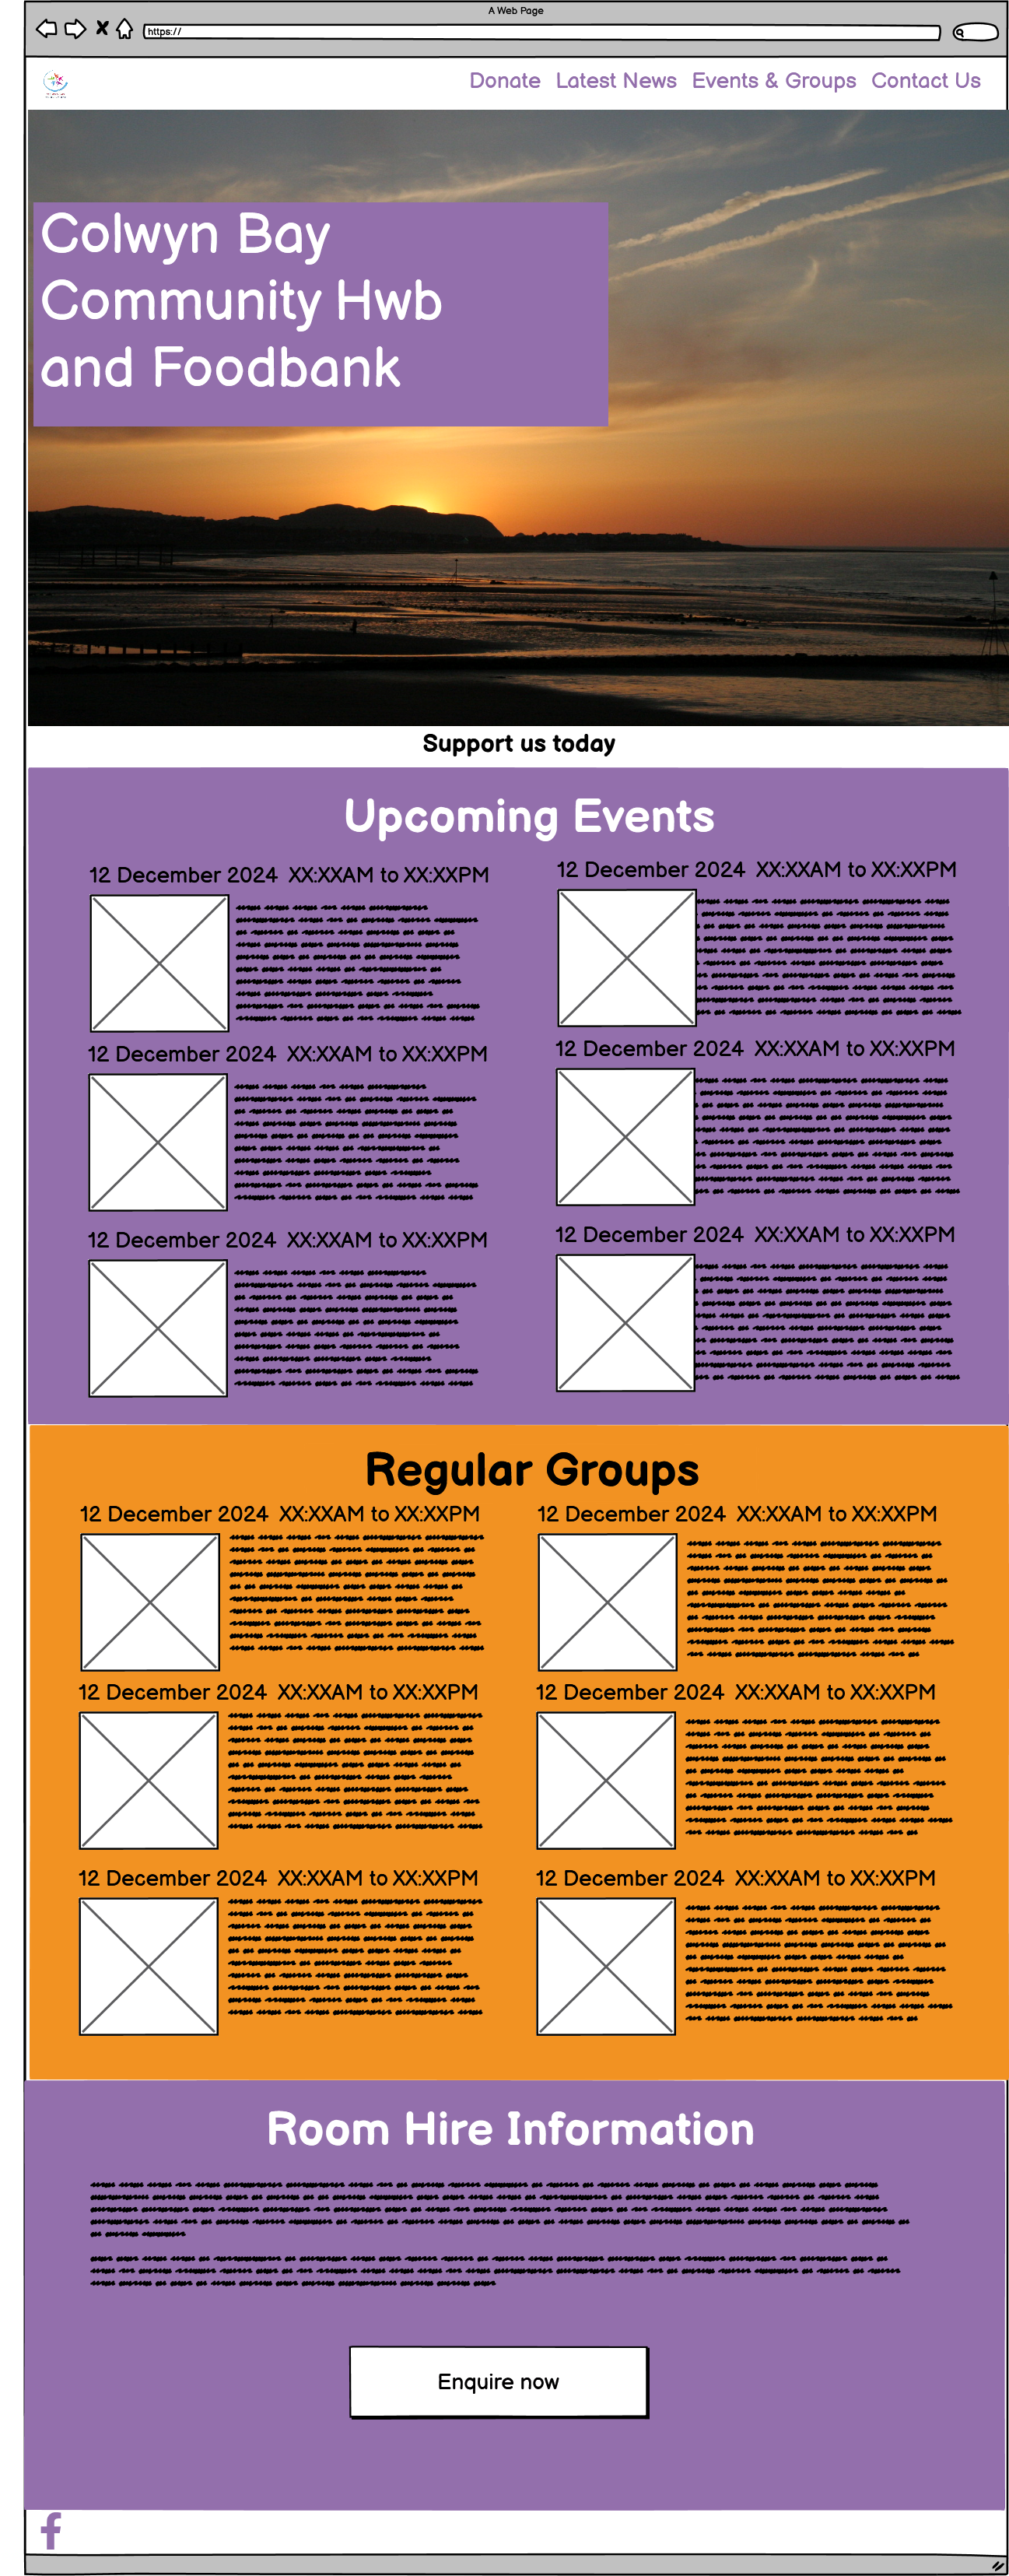 A Web Page
https://
Donate Latest News Events & Groups Contact Us
Colwyn Bay
Community Hwb
and Foodbank
Support us today
Upcoming Events
12 December 2024 XX:XXAM to XX:XXPM
12 December 2024 XX:XXAM to XX:XXPM
12 December 2024 XX:XXAM to XX:XXPM
12 December 2024 XX:XXAM to XX:XXPM
12 December 2024 XX:XXAM to XX:XXPM
12 December 2024 XX:XXAM to XX:XXPM
Regular Groups
12 December 2024 XX:XXAM to XX:XXPM
12 December 2024 XX:XXAM to XX:XXPM
12 December 2024 XX:XXAM to XX:XXPM
12 December 2024 XX:XXAM to XX:XXPM
12 December 2024 XX:XXAM to XX:XXPM
12 December 2024 XX:XXAM to XX:XXPM
Room Hire Information
Enquire now